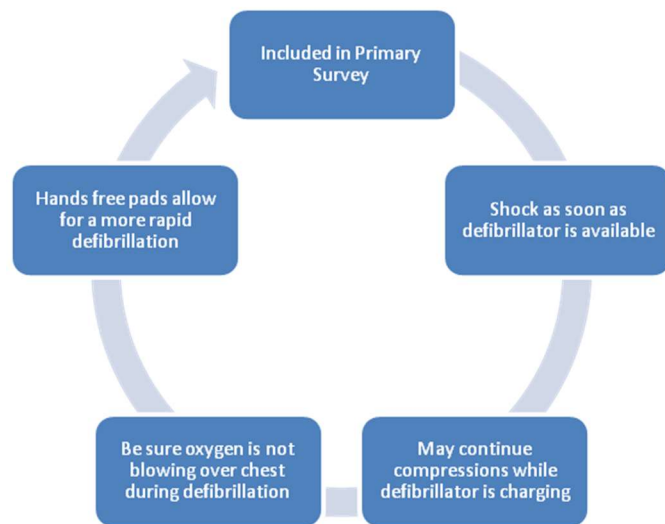 Included in Primary
Survey
Shock as soon as
defibrillator is available
May continue
compressions while
defibrillator is charging
Be sure oxygen is not
blowing over chest
during defibrillation
Hands free pads allow
for a more rapid
defibrillation